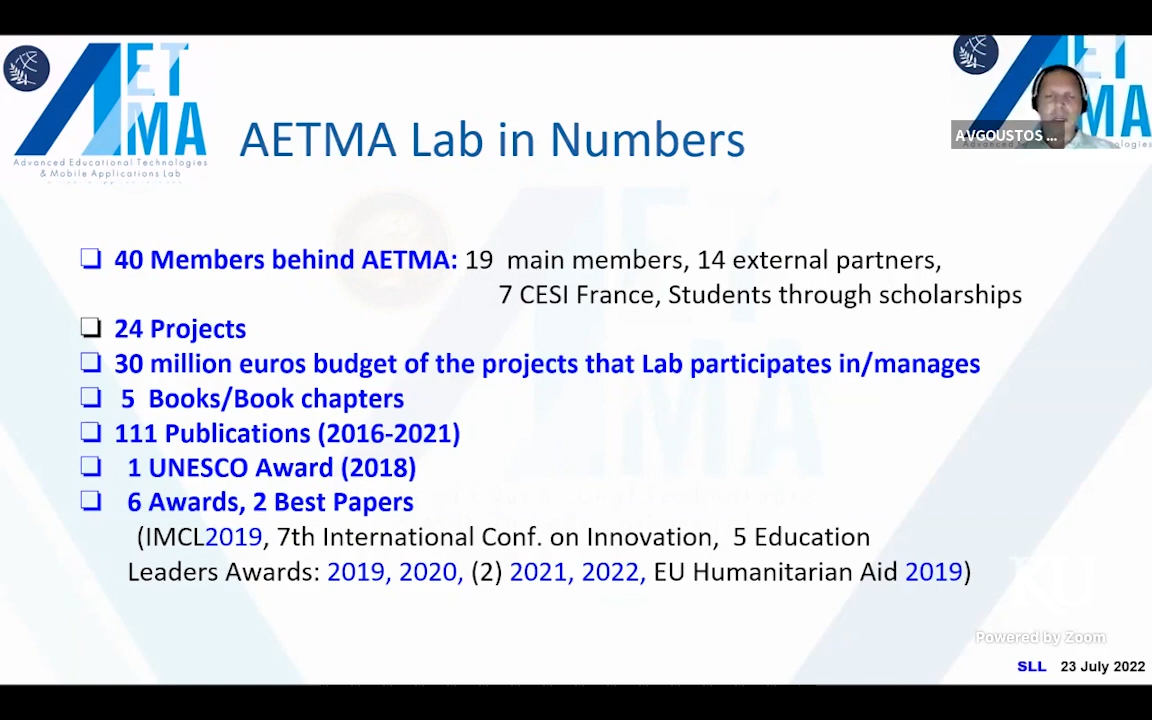 AETMA
Advanced Educational Technologies
& Mobile Applications Lab
AETMA Lab in Numbers
ET
MA
AVGOUSTOS ...
❑ 40 Members behind AETMA: 19 main members, 14 external partners,
7 CESI France, Students through scholarships
❑ 24 Projects
❑ 30 million euros budget of the projects that Lab participates in/manages
❑ 5 Books/Book chapters
❑ 111 Publications (2016-2021)
❑ 1 UNESCO Award (2018)
❑ 6 Awards, 2 Best Papers
(IMCL2019, 7th International Conf. on Innovation, 5 Education
Leaders Awards: 2019, 2020, (2) 2021, 2022, EU Humanitarian Aid 2019)
KU
Powered by Zoom
SLL 23 July 2022